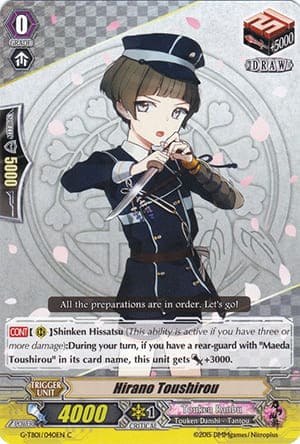 0
GRADE
+5000
DRAW
5000
All the preparations are in order. Let's go!
CONT【 】Shinken Hissatsu (This ability is active if you have three or
more damage):During your turn, if you have a rear-guard with "Maeda
Toushirou" in its card name, this unit gets +3000.
TRIGGER
UNIT
Hirano Toushirou
POWER
4000
1
CRITICAL
Touken Ranbu
Touken Danshi - Tantou
G-TB01/040EN C
©2015 DMMgames/Nitroplus